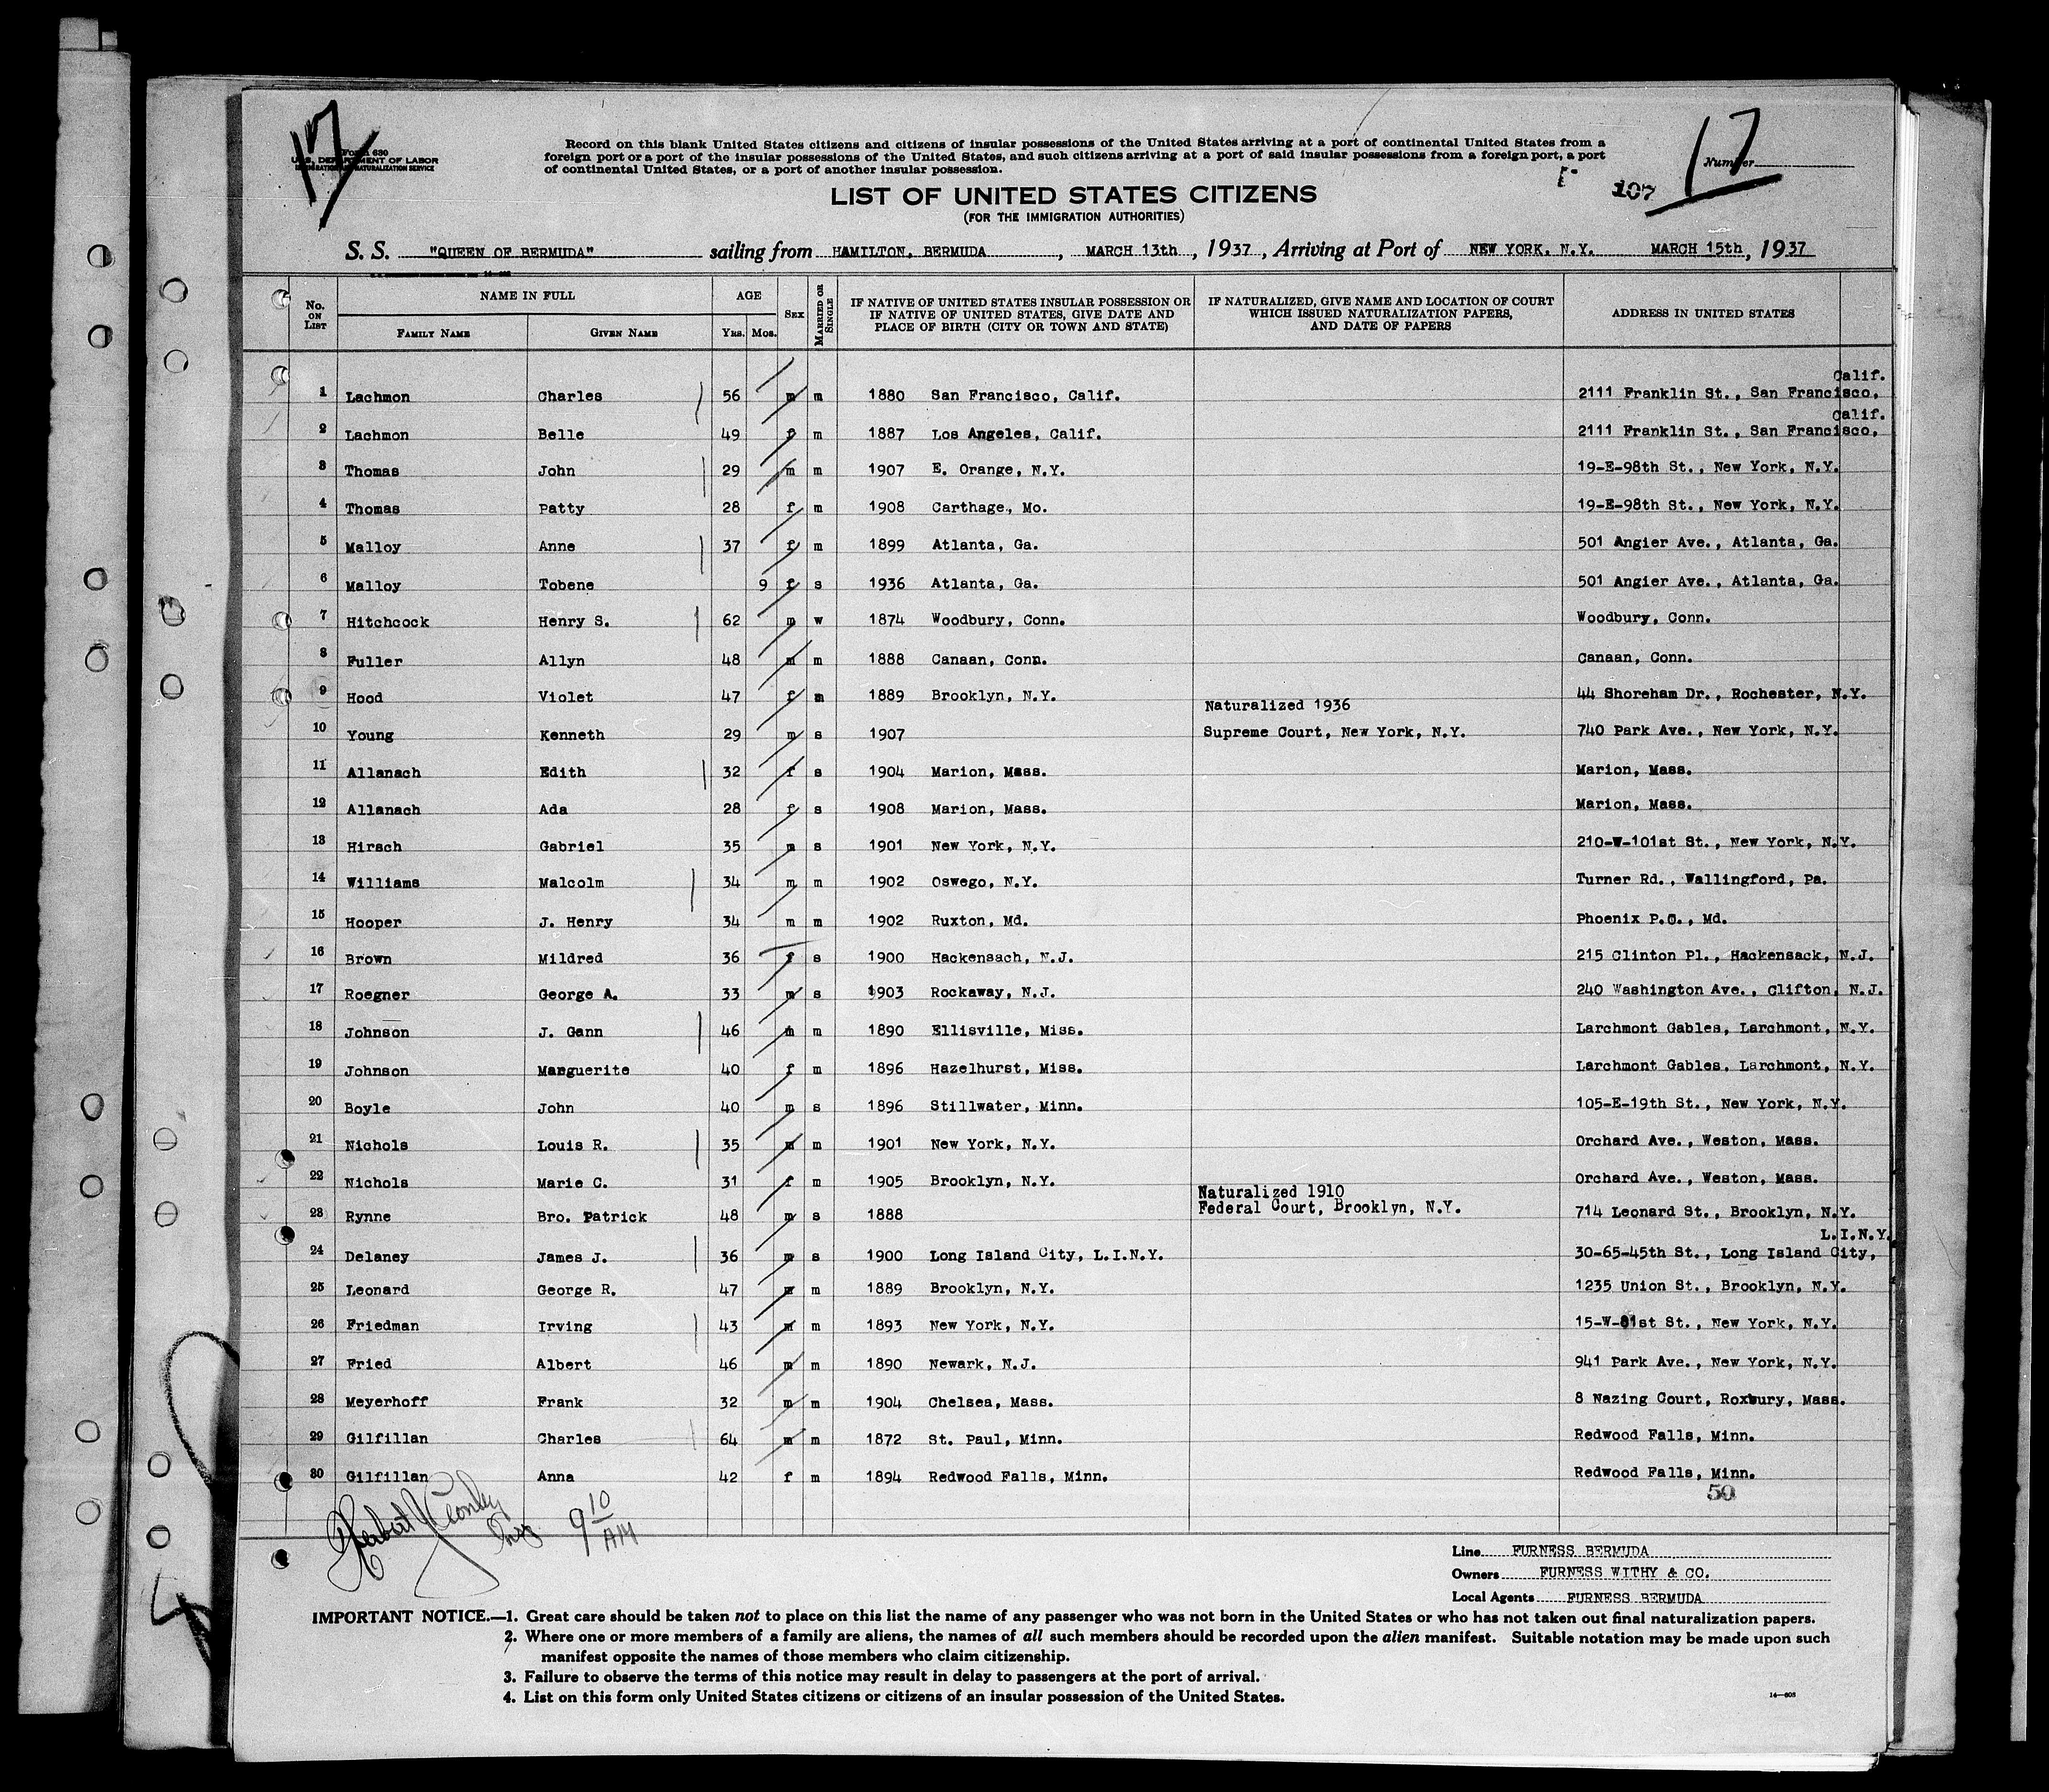 17
Form 630
U.S. DEPARTMENT OF LABOR
IMMIGRATION AND NATURALIZATION SERVICE
Record on this blank United States citizens and citizens of insular possessions of the United States arriving at a port of continental United States from a
foreign port or a port of the insular possessions of the United States, and such citizens arriving at a port of said insular possessions from a foreign port, a port
of continental United States, or a port of another insular possession.
Number 17
107
LIST OF UNITED STATES CITIZENS
(FOR THE IMMIGRATION AUTHORITIES)
S. S. "QUEEN OF BERMUDA" sailing from HAMILTON, BERMUDA, MARCH 13th, 1937, Arriving at Port of NEW YORK, N.Y. MARCH 15th, 1937
No. on List NAME IN FULL Family Name Given Name AGE Yrs. Mos. Sex Married or Single IF NATIVE OF UNITED STATES INSULAR POSSESSION OR IF NATIVE OF UNITED STATES, GIVE DATE AND PLACE OF BIRTH (CITY OR TOWN AND STATE) IF NATURALIZED, GIVE NAME AND LOCATION OF COURT WHICH ISSUED NATURALIZATION PAPERS, AND DATE OF PAPERS ADDRESS IN UNITED STATES
1 Lachmon Charles 56 m m 1880 San Francisco, Calif. 2111 Franklin St., San Francisco, Calif.
2 Lachmon Belle 49 f m 1887 Los Angeles, Calif. 2111 Franklin St., San Francisco, Calif.
3 Thomas John 29 m m 1907 E. Orange, N.Y. 19-E-98th St., New York, N.Y.
4 Thomas Patty 28 f m 1908 Carthage, Mo. 19-E-98th St., New York, N.Y.
5 Malloy Anne 37 f m 1899 Atlanta, Ga. 501 Angier Ave., Atlanta, Ga.
6 Malloy Tobene 9 f s 1936 Atlanta, Ga. 501 Angier Ave., Atlanta, Ga.
7 Hitchcock Henry S. 62 m w 1874 Woodbury, Conn. Woodbury, Conn.
8 Fuller Allyn 48 m m 1888 Canaan, Conn. Canaan, Conn.
9 Hood Violet 47 f m 1889 Brooklyn, N.Y. 44 Shoreham Dr., Rochester, N.Y.
Naturalized 1936
10 Young Kenneth 29 m s 1907 Supreme Court, New York, N.Y. 740 Park Ave., New York, N.Y.
11 Allanach Edith 32 f s 1904 Marion, Mass. Marion, Mass.
12 Allanach Ada 28 f s 1908 Marion, Mass. Marion, Mass.
13 Hirsch Gabriel 35 m s 1901 New York, N.Y. 210-W-101st St., New York, N.Y.
14 Williams Malcolm 34 m m 1902 Oswego, N.Y. Turner Rd., Wallingford, Pa.
15 Hooper J. Henry 34 m m 1902 Ruxton, Md. Phoenix P.O., Md.
16 Brown Mildred 36 f s 1900 Hackensach, N.J. 215 Clinton Pl., Hackensack, N.J.
17 Roegner George A. 33 m s 1903 Rockaway, N.J. 240 Washington Ave., Clifton, N.J.
18 Johnson J. Gann 46 m m 1890 Ellisville, Miss. Larchmont Gables, Larchmont, N.Y.
19 Johnson Marguerite 40 f m 1896 Hazelhurst, Miss. Larchmont Gables. Larchmont, N.Y.
20 Boyle John 40 m s 1896 Stillwater, Minn. 105-E-19th St., New York, N.Y.
21 Nichols Louis R. 35 m m 1901 New York, N.Y. Orchard Ave., Weston, Mass.
22 Nichols Marie C. 31 f m 1905 Brooklyn, N.Y. Orchard Ave., Weston, Mass.
Naturalized 1910
23 Rynne Bro. Patrick 48 m s 1888 Federal Court, Brooklyn, N.Y. 714 Leonard St., Brooklyn, N.Y.
24 Delaney James J. 36 m s 1900 Long Island City, L.I.N.Y. 30-65-45th St., Long Island City, L.I.N.Y.
25 Leonard George R. 47 m m 1889 Brooklyn, N.Y. 1235 Union St., Brooklyn, N.Y.
26 Friedman Irving 43 m m 1893 New York, N.Y. 15-W-81st St., New York, N.Y.
27 Fried Albert 46 m m 1890 Newark, N.J. 941 Park Ave., New York, N.Y.
28 Meyerhoff Frank 32 m m 1904 Chelsea, Mass. 8 Nazing Court, Roxbury, Mass.
29 Gilfillan Charles 64 m m 1872 St. Paul, Minn. Redwood Falls, Minn.
30 Gilfillan Anna 42 f m 1894 Redwood Falls, Minn. Redwood Falls, Minn.
50
Herbert J Conley Insp 9 10 AM
Line FURNESS BERMUDA
Owners FURNESS WITHY & CO.
Local Agents FURNESS BERMUDA
IMPORTANT NOTICE.—1. Great care should be taken not to place on this list the name of any passenger who was not born in the United States or who has not taken out final naturalization papers.
2. Where one or more members of a family are aliens, the names of all such members should be recorded upon the alien manifest. Suitable notation may be made upon such
manifest opposite the names of those members who claim citizenship.
3. Failure to observe the terms of this notice may result in delay to passengers at the port of arrival.
4. List on this form only United States citizens or citizens of an insular possession of the United States.
14—605